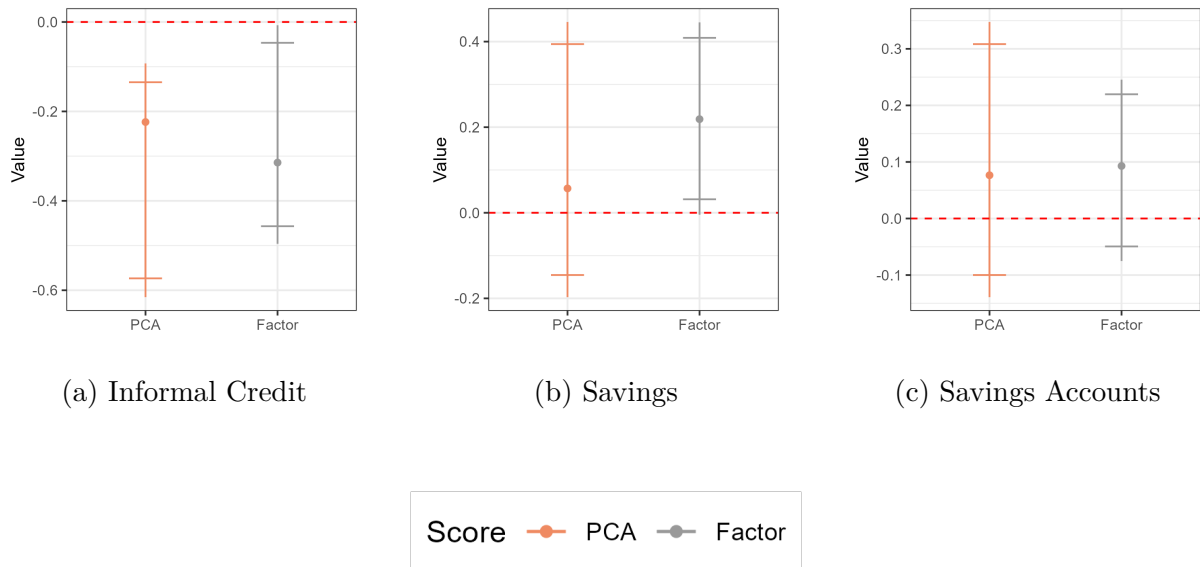 Value
0.0
-0.2
-0.4
-0.6
PCA Factor
(a) Informal Credit
Value
0.4
0.2
0.0
-0.2
PCA Factor
(b) Savings
Value
0.3
0.2
0.1
0.0
-0.1
PCA Factor
(c) Savings Accounts
Score PCA Factor